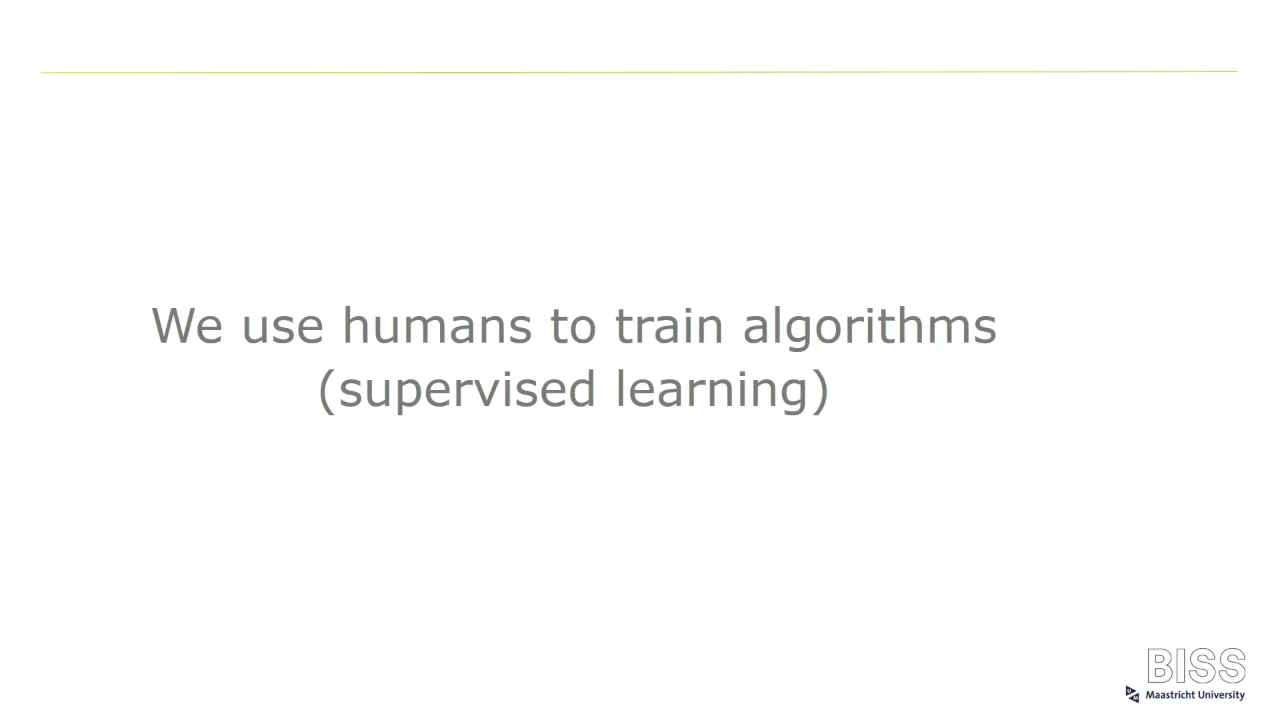 We use humans to train algorithms
(supervised learning)
BISS
Maastricht University